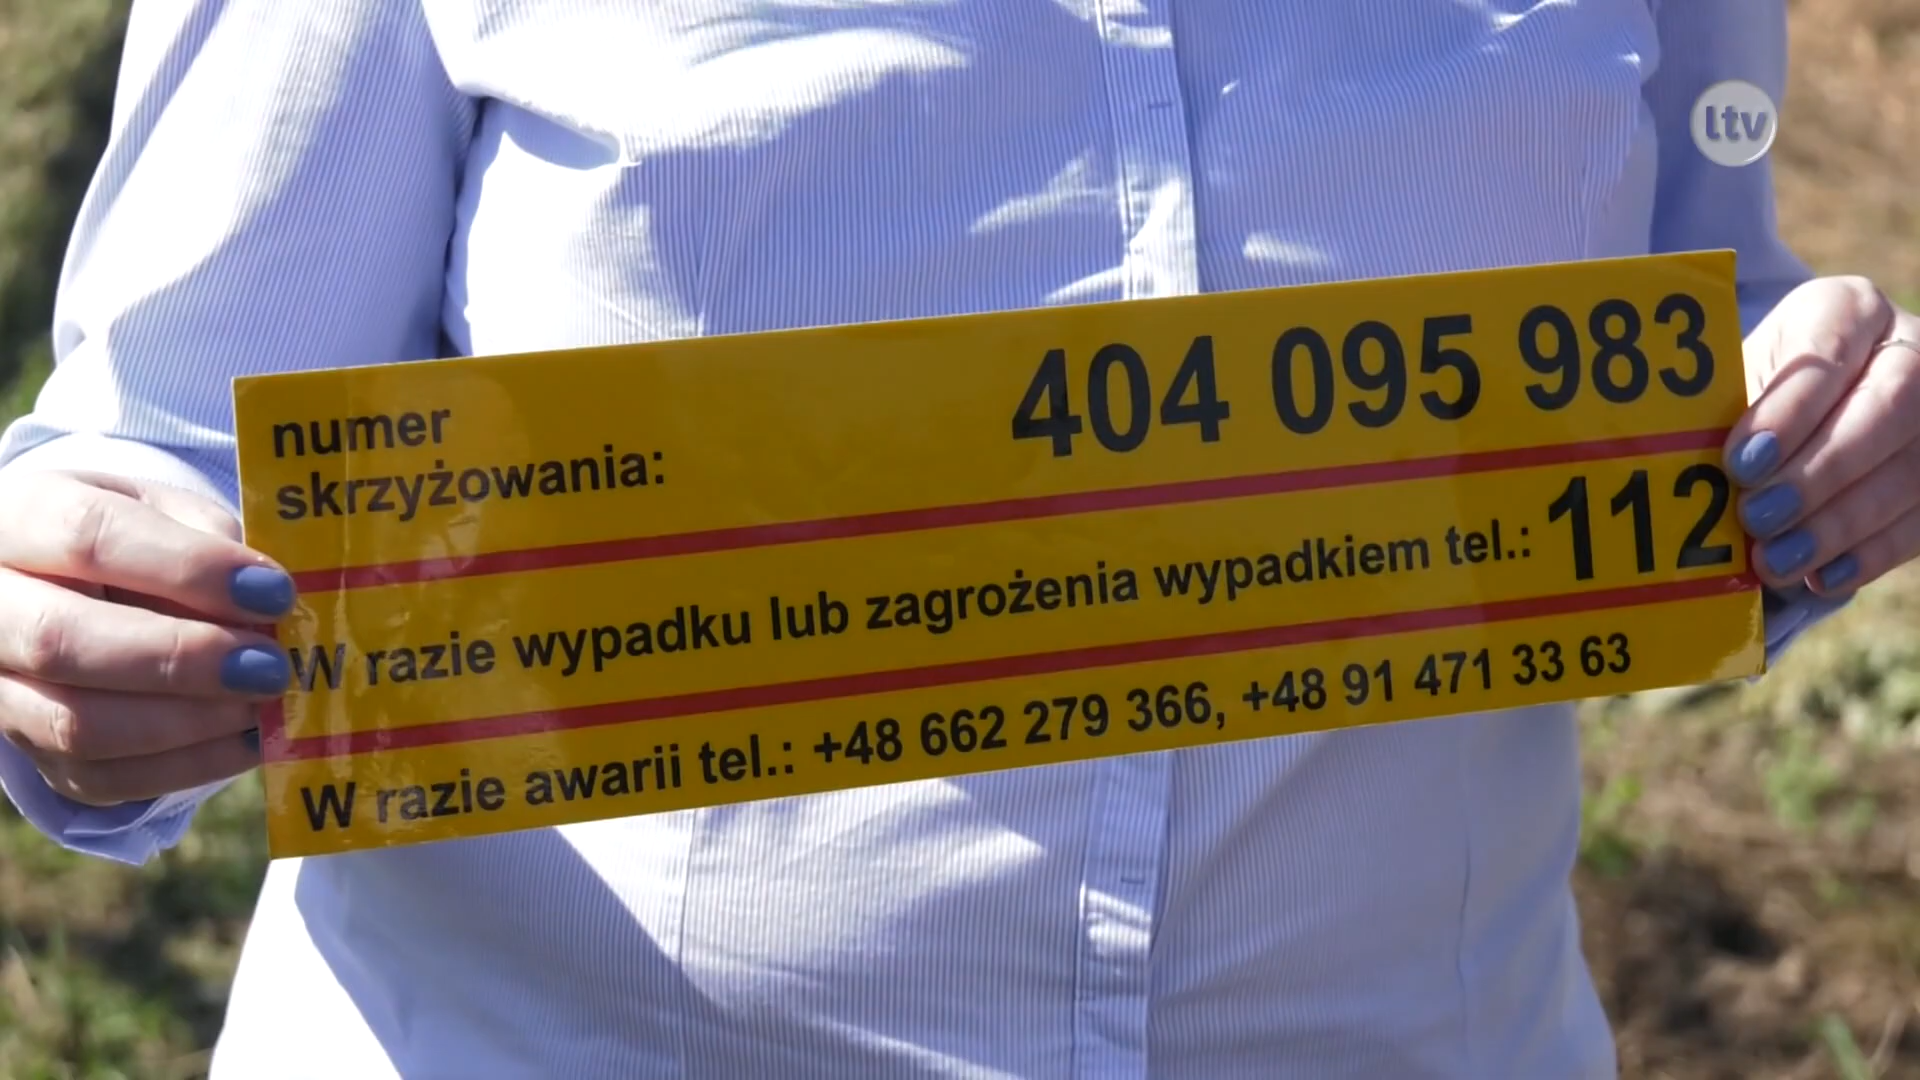 ltv
numer
skrzyżowania: 404 095 983
W razie wypadku lub zagrożenia wypadkiem tel.: 112
W razie awarii tel.: +48 662 279 366, +48 91 471 33 63